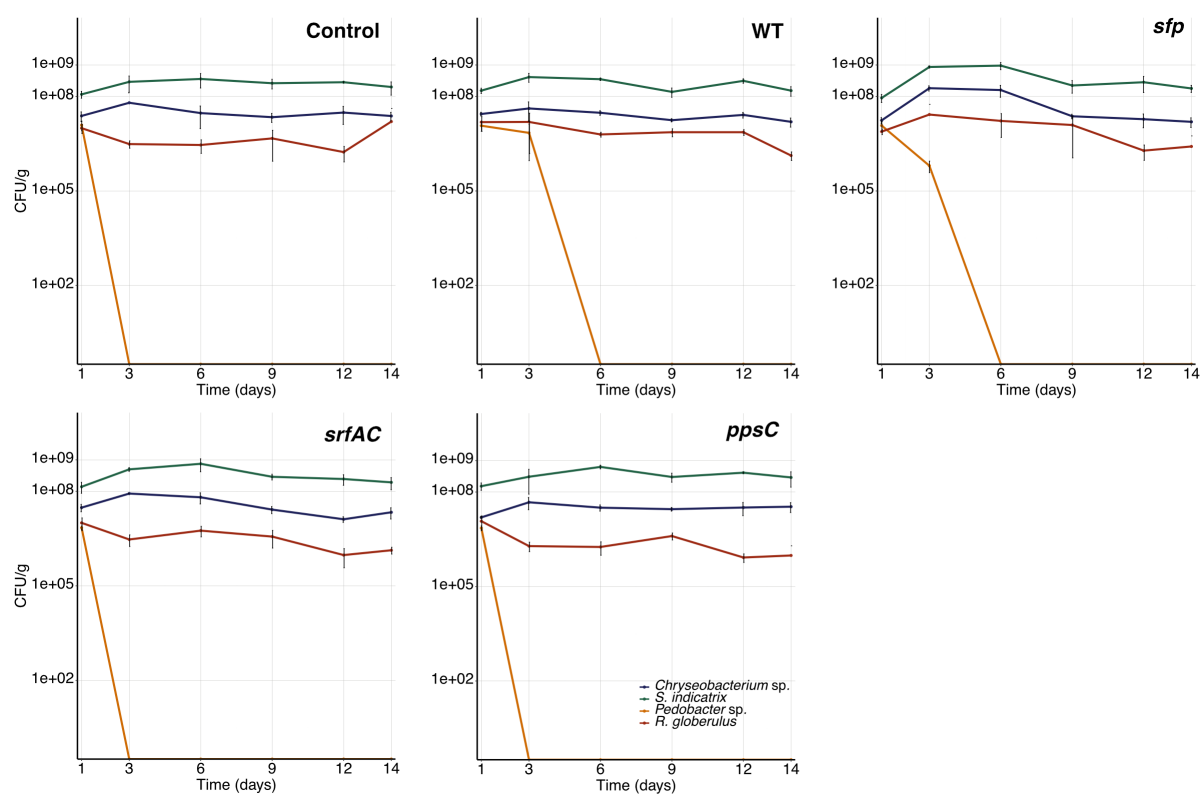 Control
1e+09
1e+08
1e+05
1e+02
CFU/g
1 3 6 9 12 14
Time (days)
WT
1e+09
1e+08
1e+05
1e+02
1 3 6 9 12 14
Time (days)
sfp
1e+09
1e+08
1e+05
1e+02
1 3 6 9 12 14
Time (days)
srfAC
1e+09
1e+08
1e+05
1e+02
CFU/g
1 3 6 9 12 14
Time (days)
ppsC
1e+09
1e+08
1e+05
1e+02
Chryseobacterium sp.
S. indicatrix
Pedobacter sp.
R. globerulus
1 3 6 9 12 14
Time (days)